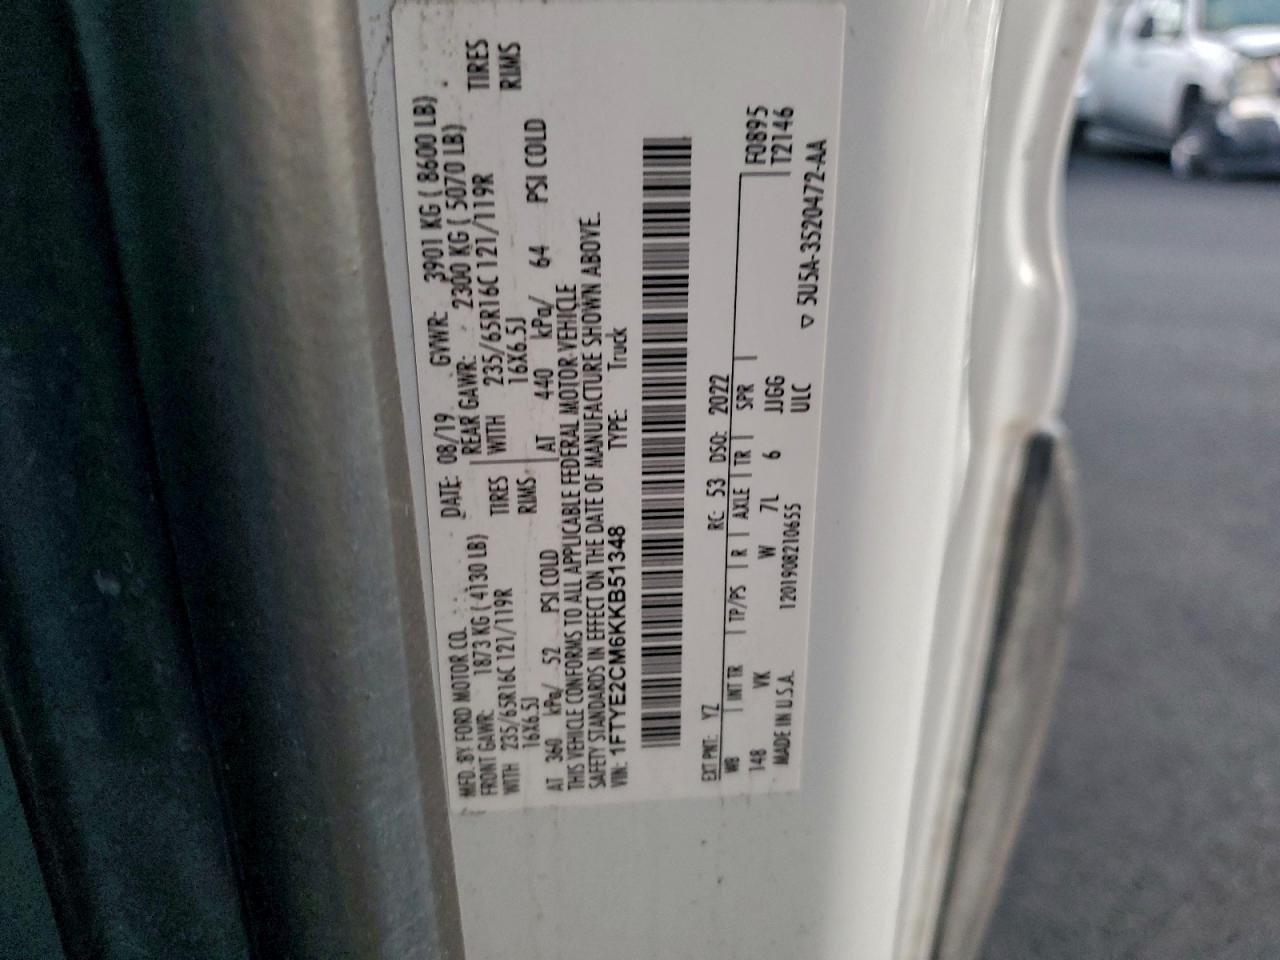 MFD. BY FORD MOTOR CO. DATE: 08/19 GVWR: 3901 KG ( 8600 LB)
FRONT GAWR: 1873 KG ( 4130 LB) REAR GAWR: 2300 KG ( 5070 LB)
WITH 235/65R16C 121/119R TIRES WITH 235/65R16C 121/119R TIRES
16X6.5J RIMS 16X6.5J RIMS
AT 360 kPa/ 52 PSI COLD AT 440 kPa/ 64 PSI COLD
THIS VEHICLE CONFORMS TO ALL APPLICABLE FEDERAL MOTOR VEHICLE
SAFETY STANDARDS IN EFFECT ON THE DATE OF MANUFACTURE SHOWN ABOVE.
VIN: 1FTYE2CM6KKB51348 TYPE: Truck
EXT PNT: YZ RC: 53 DSO: 2022
WB INT TR TP/PS R AXLE TR SPR F0895
148 VK W 7L 6 JJGG T2146
MADE IN U.S.A. 1201908210655 ULC
▽ 5U5A-3520472-AA